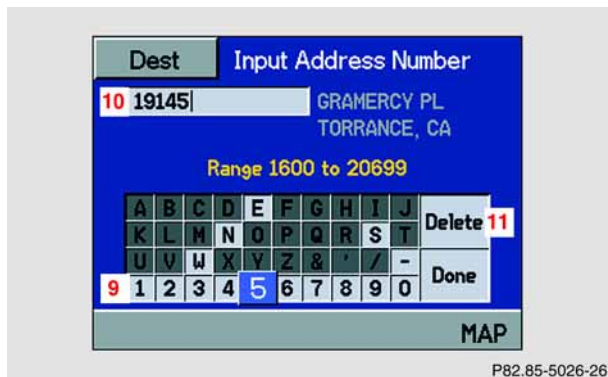 Dest Input Address Number
10 19145 GRAMERCY PL
TORRANCE, CA
Range 1600 to 20699
A B C D E F G H I J
Delete 11
K L M N O P Q R S T
U V W X Y Z & ' / -
Done
9 1 2 3 4 5 6 7 8 9 0
MAP
P82.85-5026-26